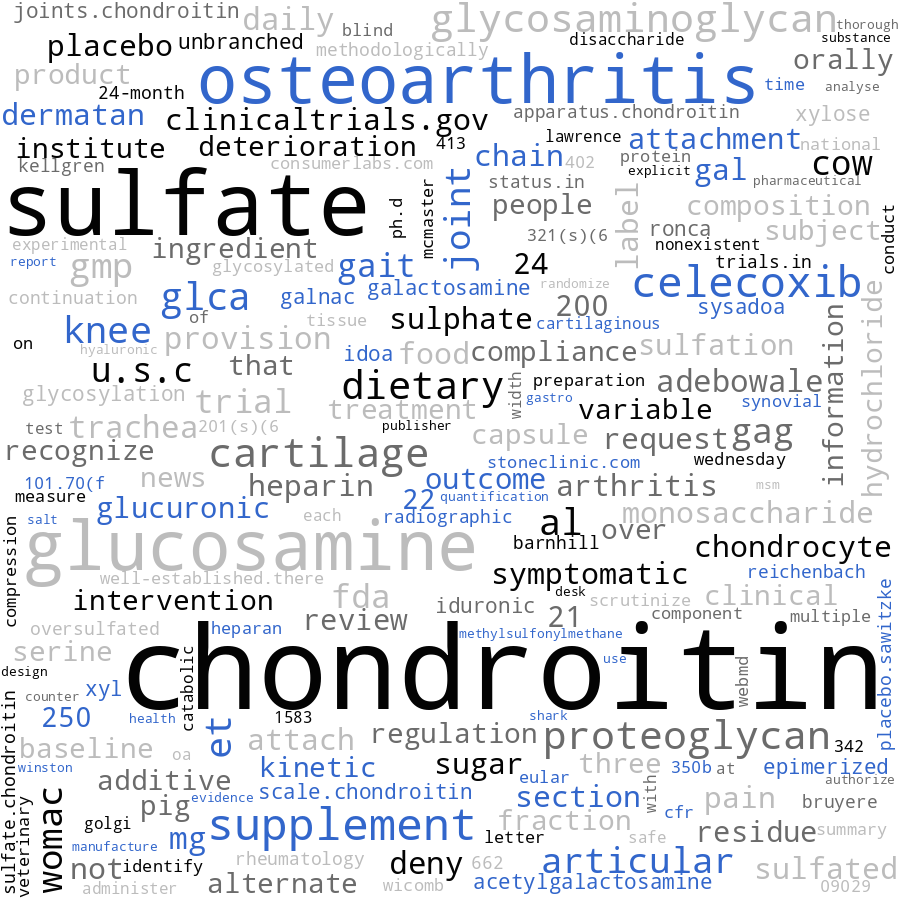 joints.chondroitin
daily
glycosaminoglycan
thorough
blind
placebo
unbranched
methodologically
disaccharide
substance
orally
product
osteoarthritis
24-month
time
analyse
dermatan
clinicaltrials.gov
apparatus.chondroitin
xylose
institute
deterioration
413
lawrence
attachment
national
kellgren
consumerlabs.com
chain
402
protein
explicit
gal
cow
pharmaceutical
sulfate
ph.d
mcmaster
joint
status.in
people
label
composition
conduct
experimental
ingredient
321(s)(6
ronca
subject
nonexistent
report
gmp
glycosylated
gait
24
trials.in
continuation
glca
galnac
galactosamine
randomize
celecoxib
hydrochloride
of
tissue
sulphate
200
cartilaginous
sysadoa
information
on
knee
hyaluronic
provision
idoa
food
compliance
sulfation
u.s.c
that
dietary
width
preparation
adebowale
glycosylation
trial
treatment
gastro
variable
synovial
test
trachea
201(s)(6
publisher
capsule
request
gag
recognize
cartilage
stoneclinic.com
wednesday
101.70(f
news
heparin
outcome
arthritis
msm
measure
22
quantification
salt
glucuronic
each
radiographic
al
over
monosaccharide
compression
glucosamine
barnhill
chondrocyte
well-established.there
symptomatic
reichenbach
intervention
fda
desk
scrutinize
clinical
review
iduronic
21
component
multiple
oversulfated
heparan
methylsulfonylmethane
placebo.sawitzke
serine
chondroitin
use
design
catabolic
webmd
counter
xyl
250
health
et
1583
shark
sulfate.chondroitin
baseline
oa
attach
regulation
proteoglycan
342
winston
kinetic
sugar
three
350b
at
epimerized
additive
eular
authorize
veterinary
womac
pig
evidence
scale.chondroitin
section
with
cfr
pain
bruyere
golgi
mg
supplement
fraction
manufacture
letter
safe
residue
summary
not
identify
rheumatology
deny
662
articular
sulfated
administer
alternate
wicomb
acetylgalactosamine
09029